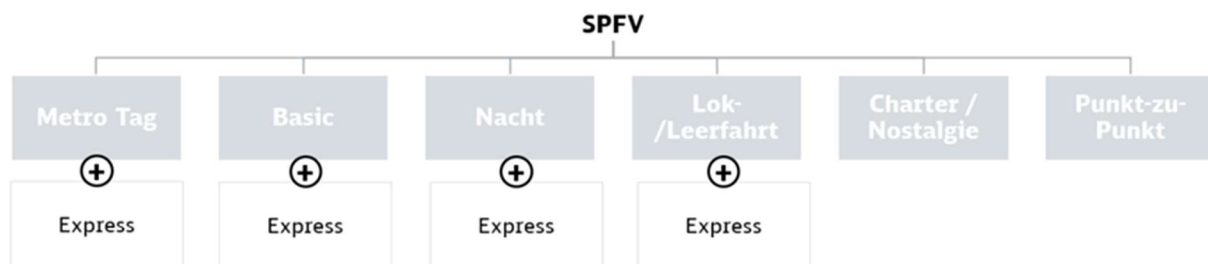 SPFV
Metro Tag
Basic
Nacht
Lok-
/Leerfahrt
Charter /
Nostalgie
Punkt-zu-
Punkt
+
+
+
+
Express
Express
Express
Express